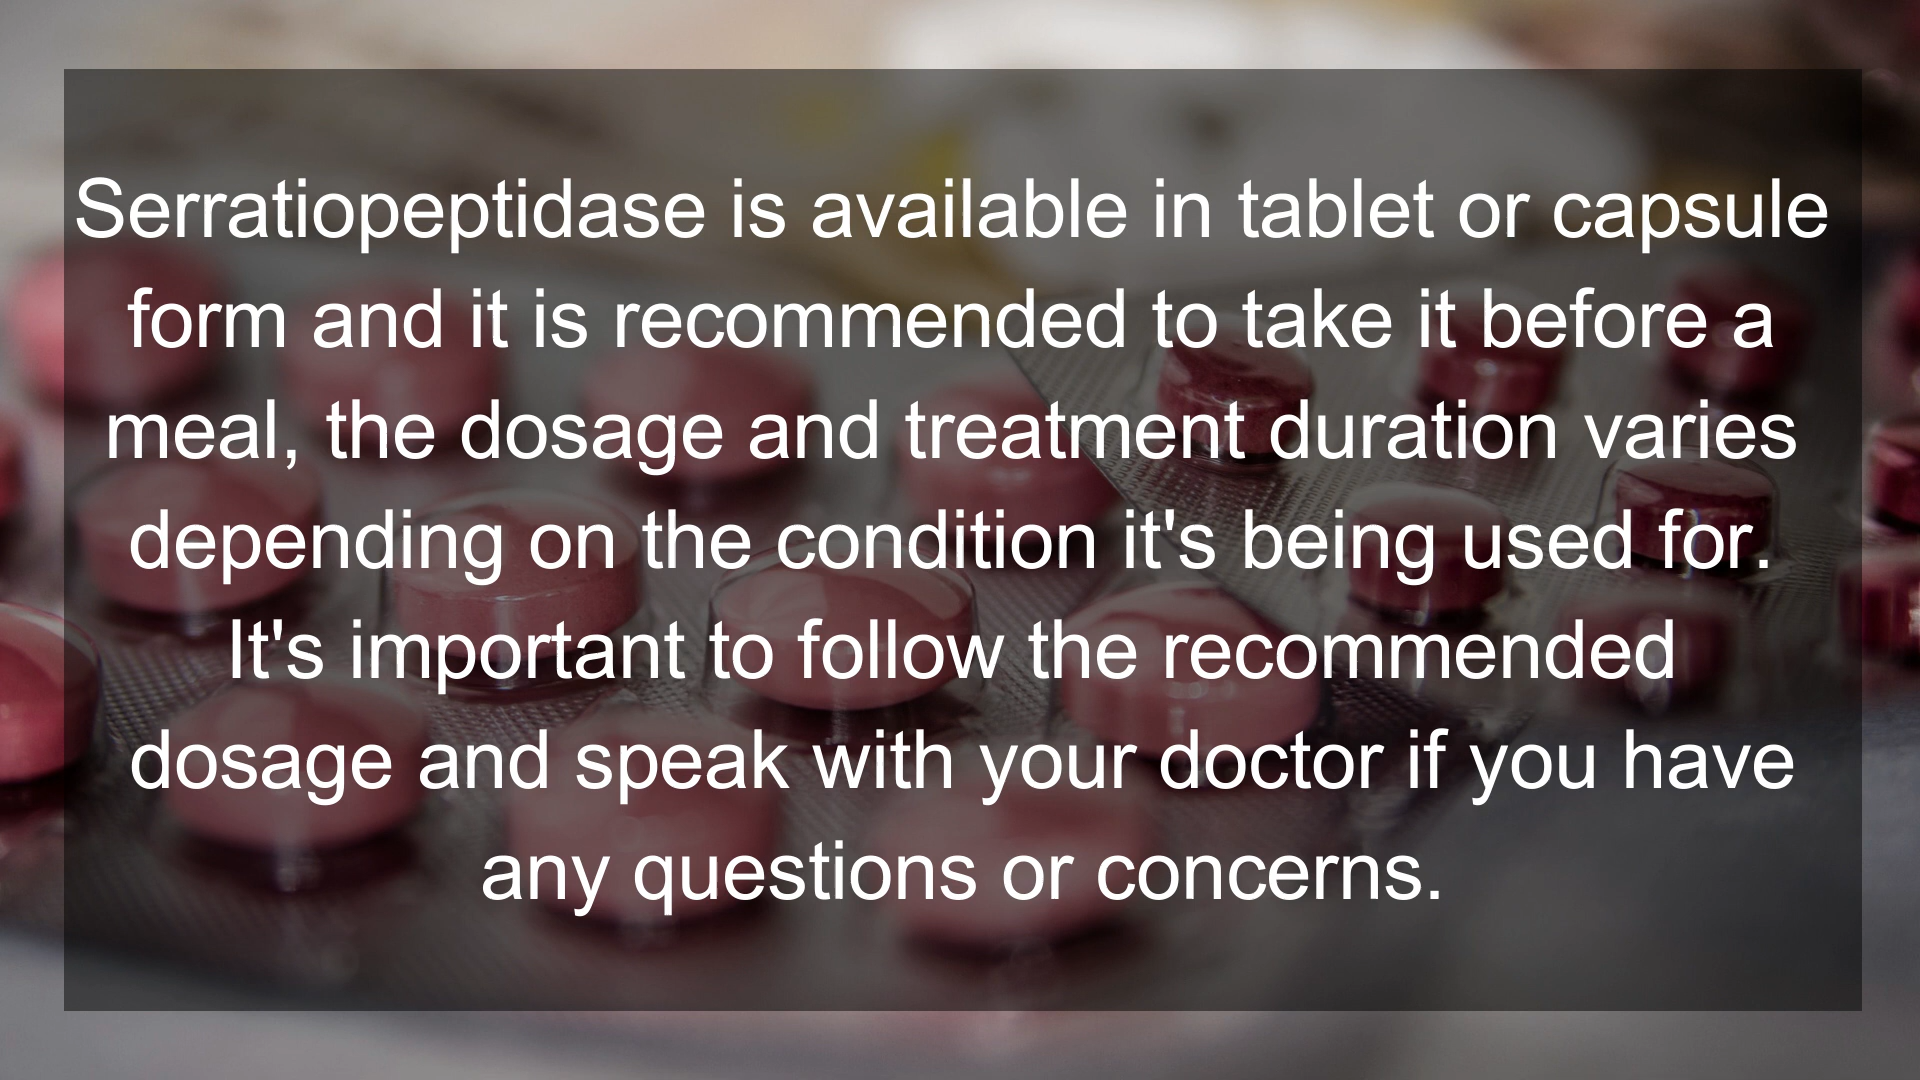 Serratiopeptidase is available in tablet or capsule
form and it is recommended to take it before a
meal, the dosage and treatment duration varies
depending on the condition it's being used for.
It's important to follow the recommended
dosage and speak with your doctor if you have
any questions or concerns.